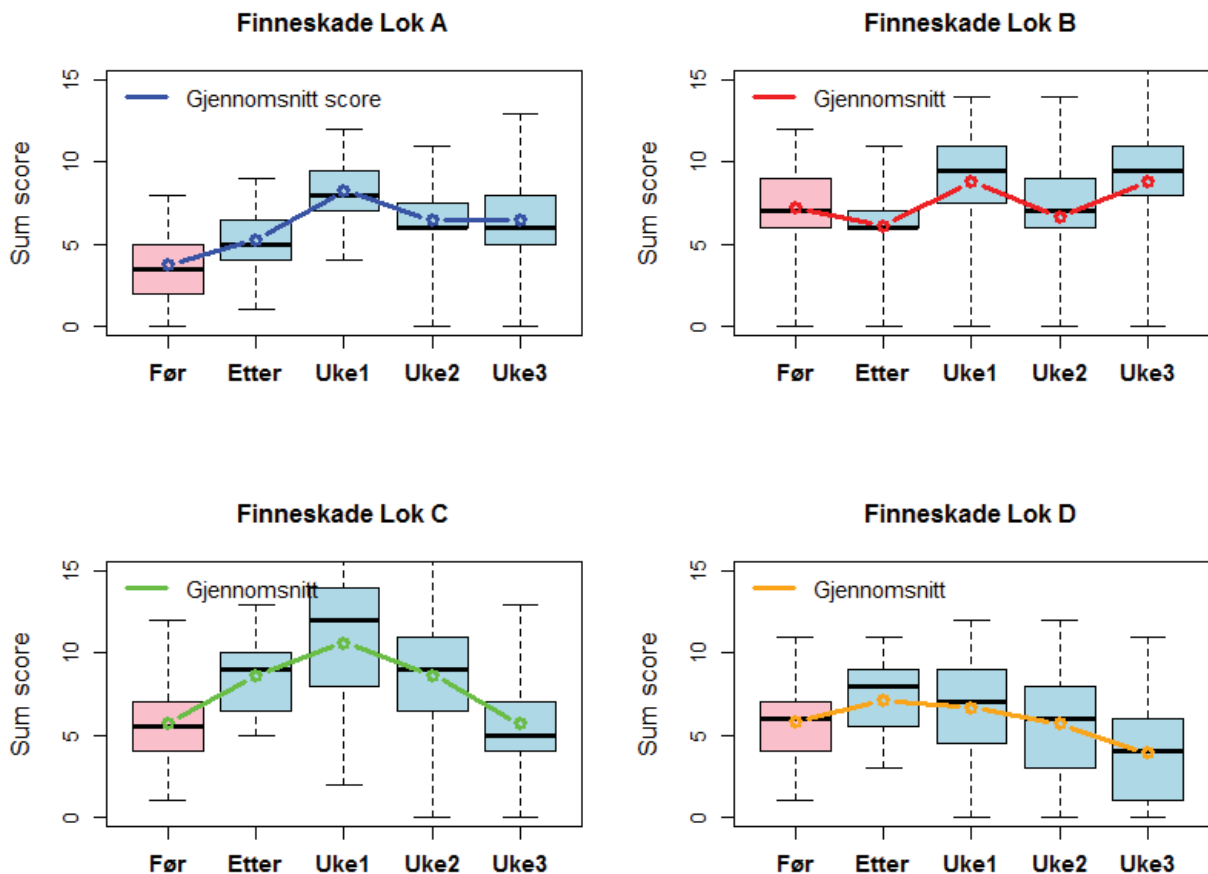 Finneskade Lok A
Gjennomsnitt score
Sum score
15
10
5
0
Før Etter Uke1 Uke2 Uke3
Finneskade Lok B
Gjennomsnitt
Sum score
15
10
5
0
Før Etter Uke1 Uke2 Uke3
Finneskade Lok C
Gjennomsnitt
Sum score
15
10
5
0
Før Etter Uke1 Uke2 Uke3
Finneskade Lok D
Gjennomsnitt
Sum score
15
10
5
0
Før Etter Uke1 Uke2 Uke3